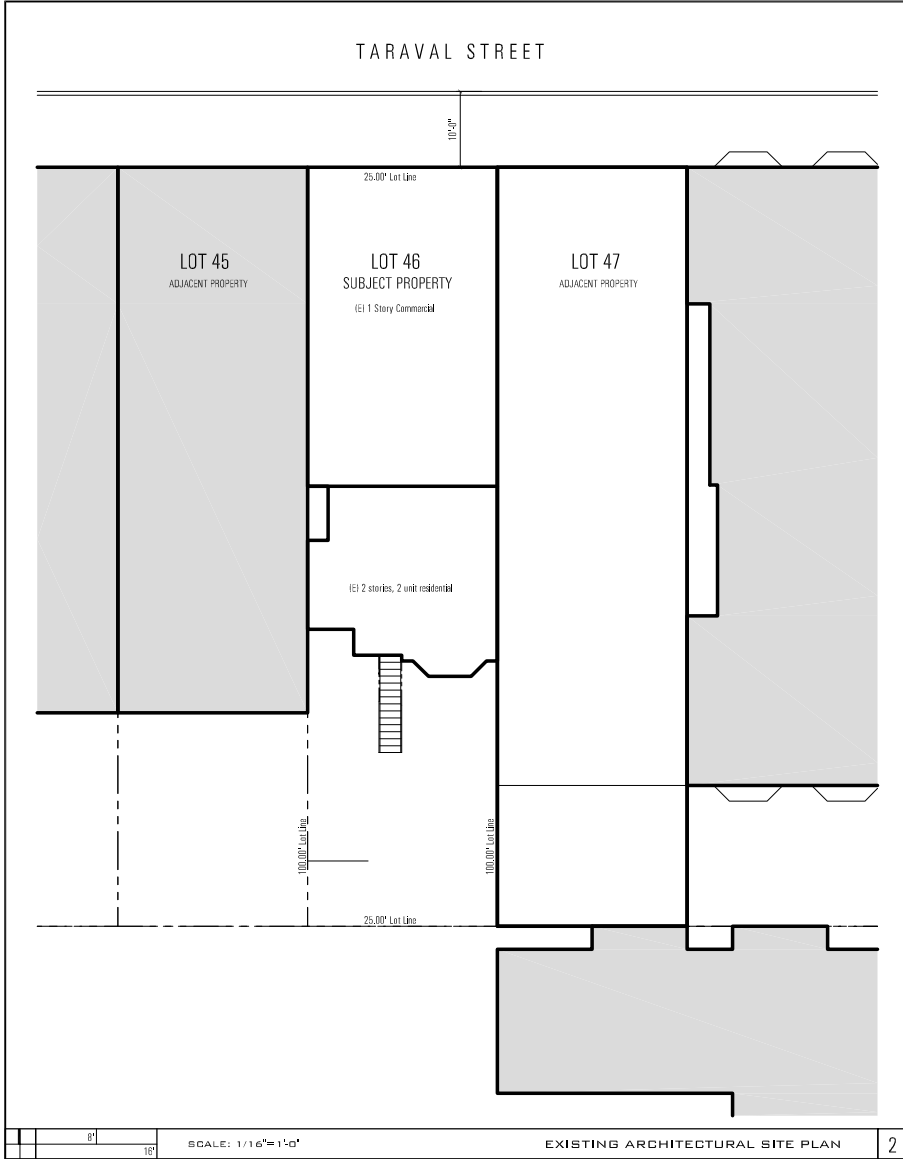 TARAVAL STREET
10'-0"
25.00' Lot Line
LOT 45
ADJACENT PROPERTY
LOT 46
SUBJECT PROPERTY
(E) 1 Story Commercial
LOT 47
ADJACENT PROPERTY
(E) 2 stories, 2 unit residential
100.00' Lot Line
100.00' Lot Line
25.00' Lot Line
8'
16'
SCALE: 1/16"=1'-0"
EXISTING ARCHITECTURAL SITE PLAN
2